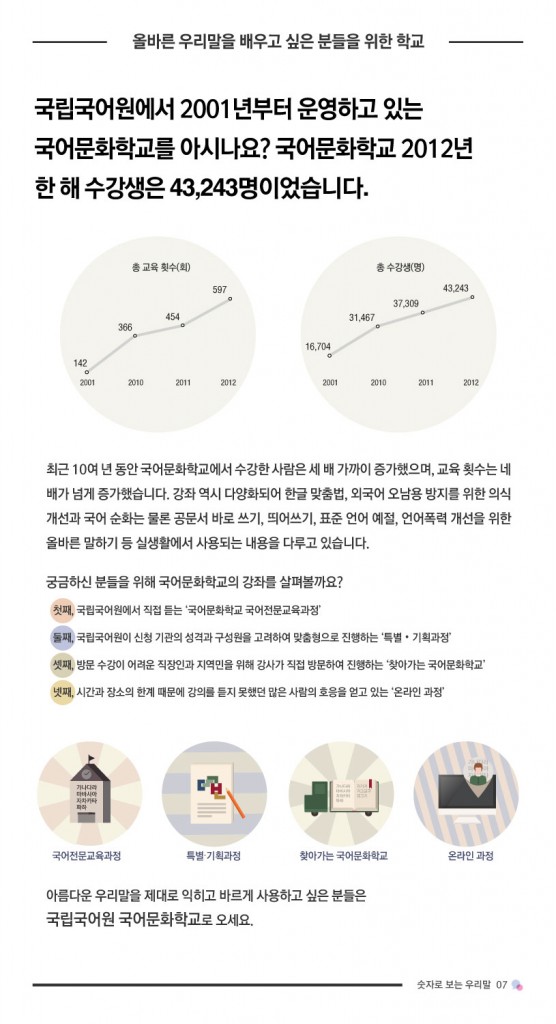 올바른 우리말을 배우고 싶은 분들을 위한 학교
국립국어원에서 2001년부터 운영하고 있는
국어문화학교를 아시나요? 국어문화학교 2012년
한 해 수강생은 43,243명이었습니다.
총 교육 횟수(회)
597
454
366
142
2001 2010 2011 2012
총 수강생(명)
43,243
37,309
31,467
16,704
2001 2010 2011 2012
최근 10여 년 동안 국어문화학교에서 수강한 사람은 세 배 가까이 증가했으며, 교육 횟수는 네
배가 넘게 증가했습니다. 강좌 역시 다양화되어 한글 맞춤법, 외국어 오남용 방지를 위한 의식
개선과 국어 순화는 물론 공문서 바로 쓰기, 띄어쓰기, 표준 언어 예절, 언어폭력 개선을 위한
올바른 말하기 등 실생활에서 사용되는 내용을 다루고 있습니다.
궁금하신 분들을 위해 국어문화학교의 강좌를 살펴볼까요?
첫째, 국립국어원에서 직접 듣는 ‘국어문화학교 국어전문교육과정’
둘째, 국립국어원이 신청 기관의 성격과 구성원을 고려하여 맞춤형으로 진행하는 ‘특별·기획과정’
셋째, 방문 수강이 어려운 직장인과 지역민을 위해 강사가 직접 방문하여 진행하는 ‘찾아가는 국어문화학교’
넷째, 시간과 장소의 한계 때문에 강의를 듣지 못했던 많은 사람의 호응을 얻고 있는 ‘온라인 과정’
가나다라
마바사아
자차카타
파하
국어전문교육과정
특별·기획과정
찾아가는 국어문화학교
온라인 과정
아름다운 우리말을 제대로 익히고 바르게 사용하고 싶은 분들은
국립국어원 국어문화학교로 오세요.
숫자로 보는 우리말 07